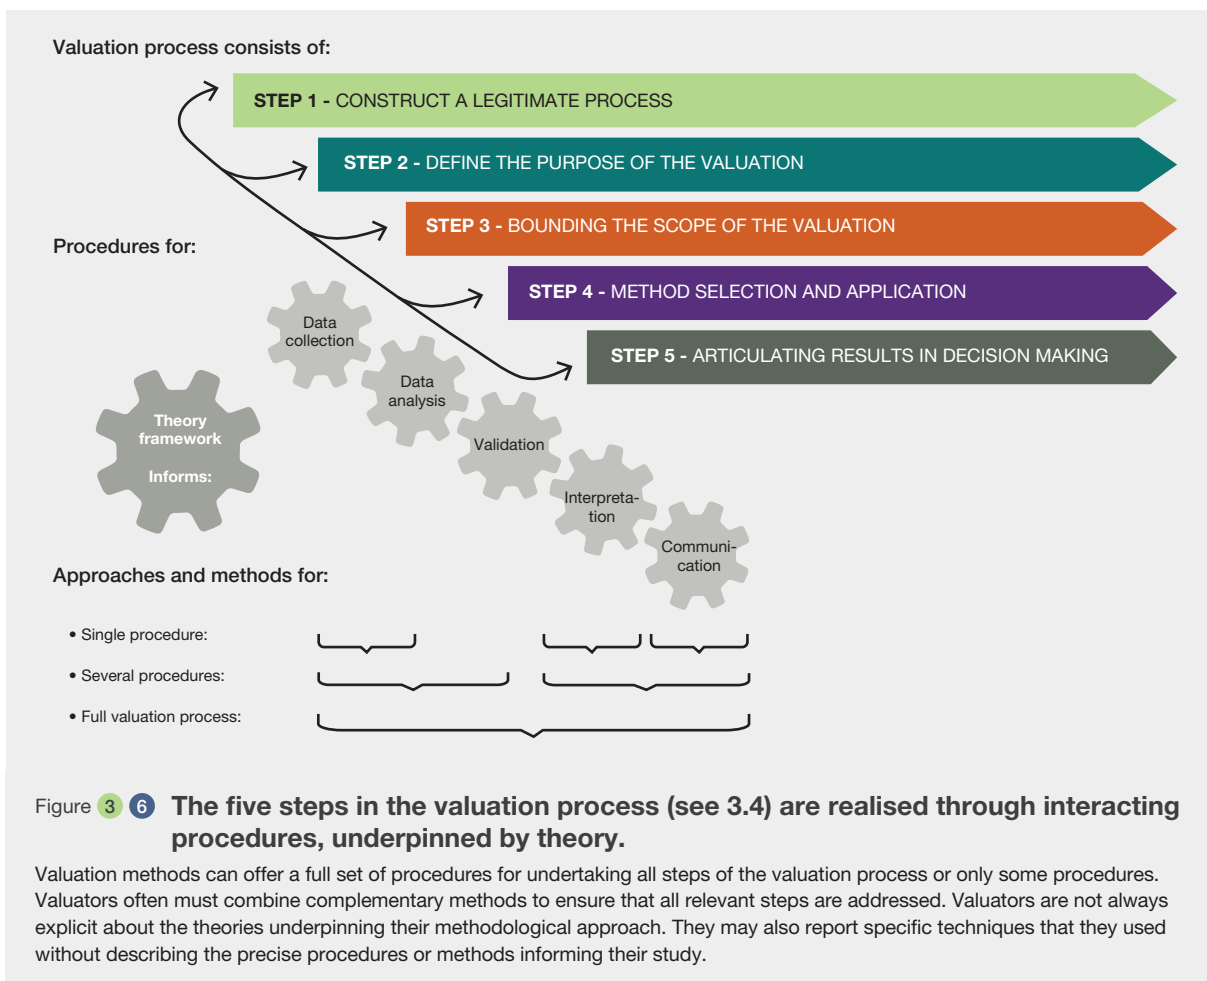 Valuation process consists of:
STEP 1 - CONSTRUCT A LEGITIMATE PROCESS
STEP 2 - DEFINE THE PURPOSE OF THE VALUATION
STEP 3 - BOUNDING THE SCOPE OF THE VALUATION
Procedures for:
STEP 4 - METHOD SELECTION AND APPLICATION
Data
collection
STEP 5 - ARTICULATING RESULTS IN DECISION MAKING
Data
analysis
Theory
framework
Informs:
Validation
Interpreta-
tion
Communi-
cation
Approaches and methods for:
• Single procedure:
• Several procedures:
• Full valuation process:
Figure 3 6 The five steps in the valuation process (see 3.4) are realised through interacting
procedures, underpinned by theory.
Valuation methods can offer a full set of procedures for undertaking all steps of the valuation process or only some procedures.
Valuators often must combine complementary methods to ensure that all relevant steps are addressed. Valuators are not always
explicit about the theories underpinning their methodological approach. They may also report specific techniques that they used
without describing the precise procedures or methods informing their study.